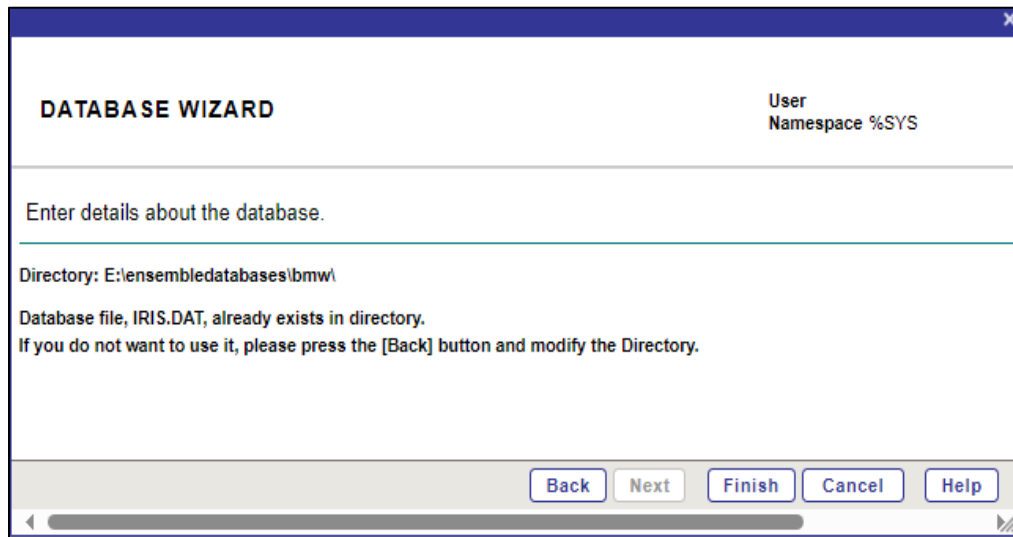 x
DATABASE WIZARD
User
Namespace %SYS
Enter details about the database.
Directory: E:\ensembledatabases\bmw\
Database file, IRIS.DAT, already exists in directory.
If you do not want to use it, please press the [Back] button and modify the Directory.
Back Next Finish Cancel Help